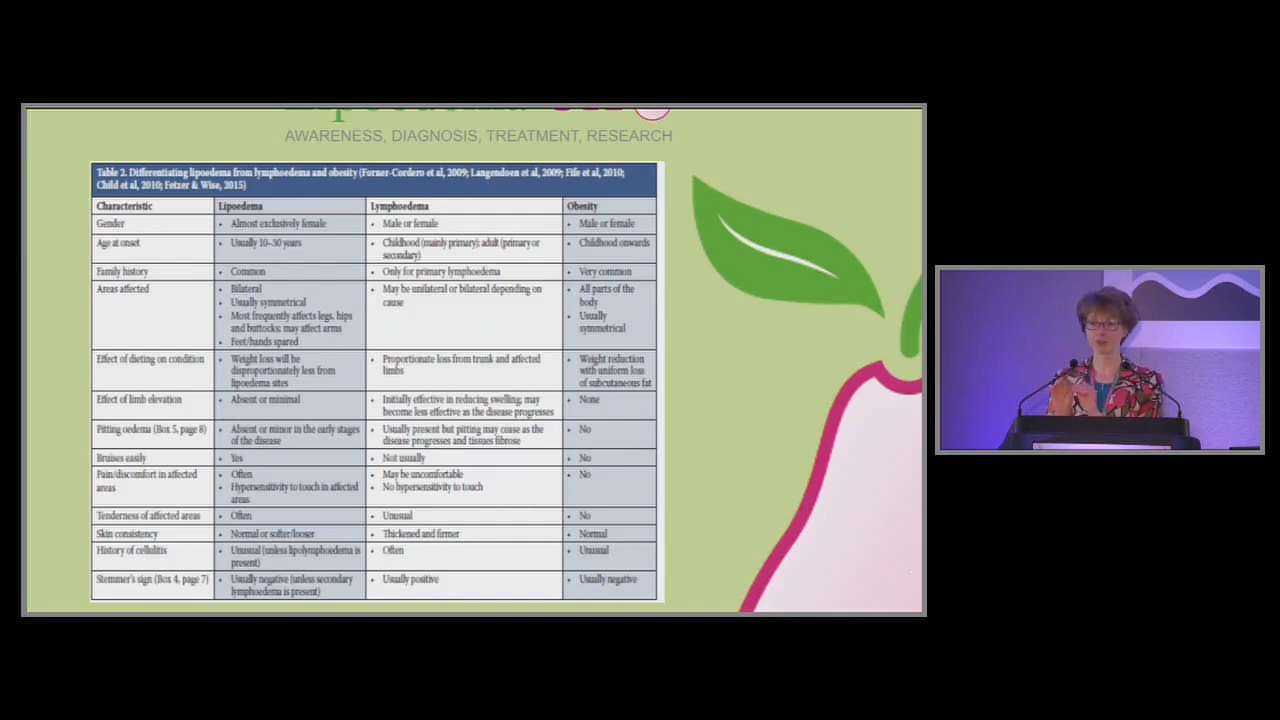 AWARENESS, DIAGNOSIS, TREATMENT, RESEARCH
Table 2. Differentiating lipoedema from lymphoedema and obesity (Forner-Cordero et al, 2009; Langendoen et al, 2009; Fife et al, 2010;
Child et al, 2010; Fetzer & Wise, 2015)
Characteristic Lipoedema Lymphoedema Obesity
Gender • Almost exclusively female • Male or female • Male or female
Age at onset • Usually 10–30 years • Childhood (mainly primary); adult (primary or • Childhood onwards
secondary)
Family history • Common • Only for primary lymphoedema • Very common
Areas affected • Bilateral • May be unilateral or bilateral depending on • All parts of the
• Usually symmetrical cause body
• Most frequently affects legs, hips • Usually
and buttocks; may affect arms symmetrical
• Feet/hands spared
Effect of dieting on condition • Weight loss will be • Proportionate loss from trunk and affected • Weight reduction
disproportionately less from limbs with uniform loss
lipoedema sites of subcutaneous fat
Effect of limb elevation • Absent or minimal • Initially effective in reducing swelling; may • None
become less effective as the disease progresses
Pitting oedema (Box 5, page 8) • Absent or minor in the early stages • Usually present but pitting may cease as the • No
of the disease disease progresses and tissues fibrose
Bruises easily • Yes • Not usually • No
Pain/discomfort in affected • Often • May be uncomfortable • No
areas • Hypersensitivity to touch in affected • No hypersensitivity to touch
areas
Tenderness of affected areas • Often • Unusual • No
Skin consistency • Normal or softer/looser • Thickened and firmer • Normal
History of cellulitis • Unusual (unless lipolymphoedema is • Often • Unusual
present)
Stemmer's sign (Box 4, page 7) • Usually negative (unless secondary • Usually positive • Usually negative
lymphoedema is present)